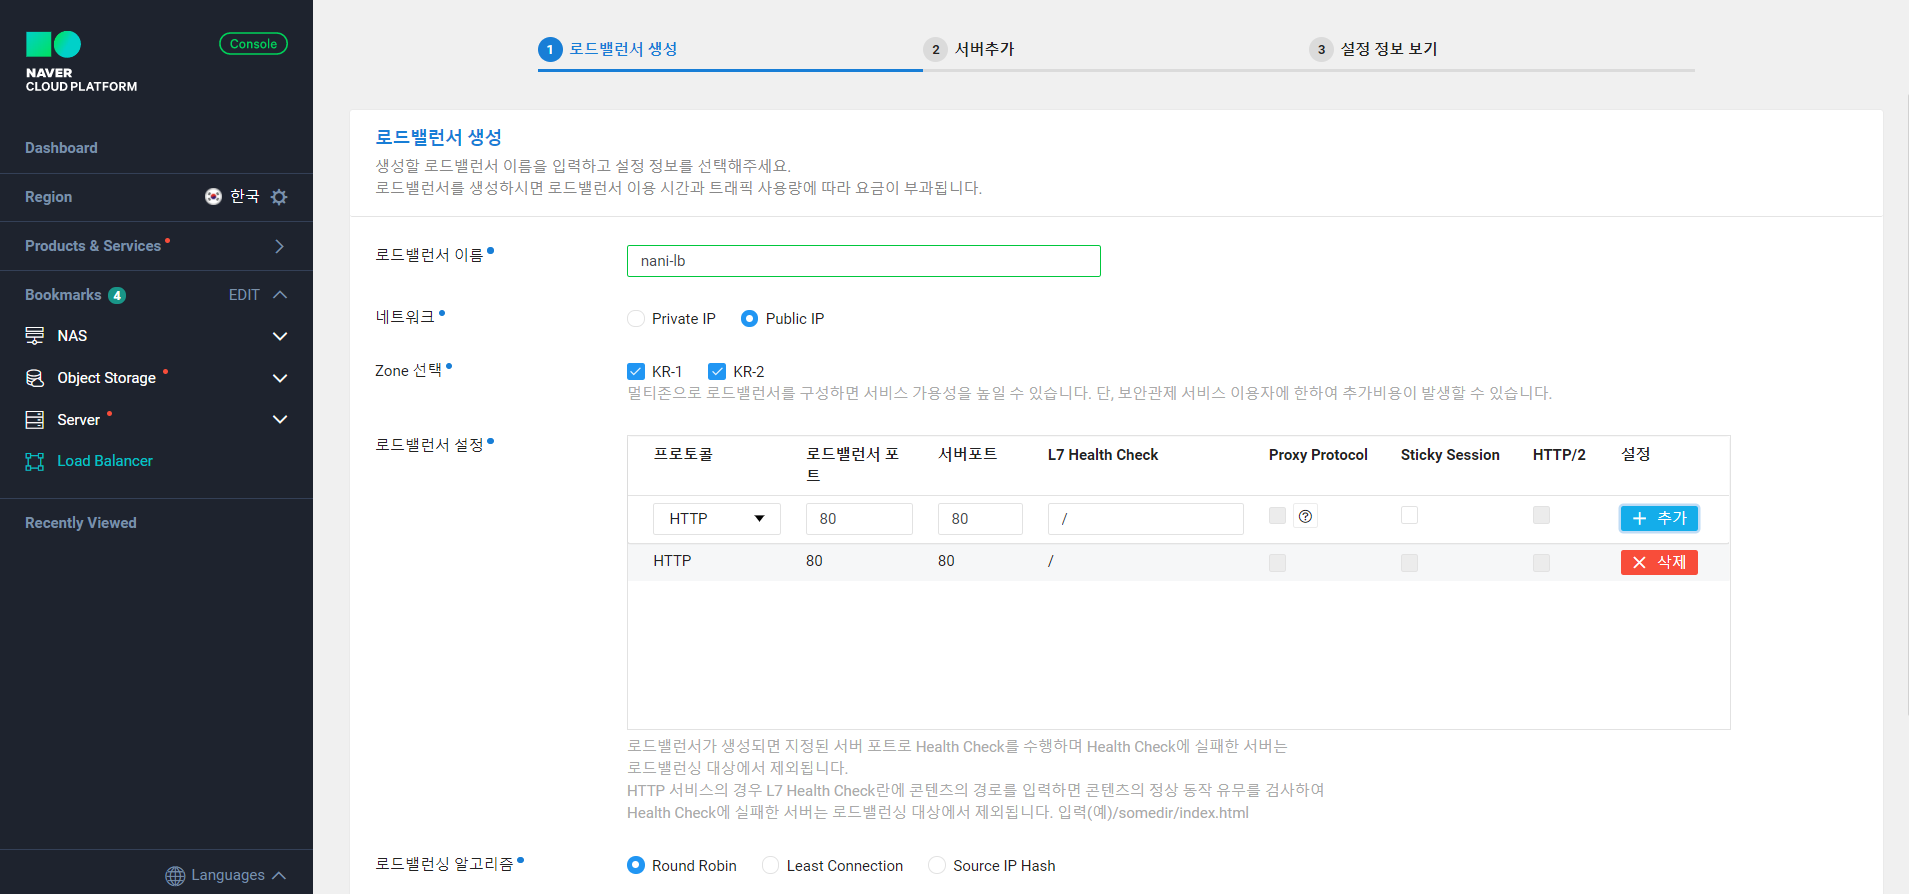 NAVER
CLOUD PLATFORM
Console
Dashboard
Region 한국
Products & Services
Bookmarks 4 EDIT
NAS
Object Storage
Server
Load Balancer
Recently Viewed
Languages
1 로드밸런서 생성 2 서버추가 3 설정 정보 보기
로드밸런서 생성
생성할 로드밸런서 이름을 입력하고 설정 정보를 선택해주세요.
로드밸런서를 생성하시면 로드밸런서 이용 시간과 트래픽 사용량에 따라 요금이 부과됩니다.
로드밸런서 이름 nani-lb
네트워크 Private IP Public IP
Zone 선택 KR-1 KR-2
멀티존으로 로드밸런서를 구성하면 서비스 가용성을 높일 수 있습니다. 단, 보안관제 서비스 이용자에 한하여 추가비용이 발생할 수 있습니다.
로드밸런서 설정
프로토콜 로드밸런서 포트 서버포트 L7 Health Check Proxy Protocol Sticky Session HTTP/2 설정
HTTP 80 80 / ? + 추가
HTTP 80 80 / × 삭제
로드밸런서가 생성되면 지정된 서버 포트로 Health Check를 수행하며 Health Check에 실패한 서버는
로드밸런싱 대상에서 제외됩니다.
HTTP 서비스의 경우 L7 Health Check란에 콘텐츠의 경로를 입력하면 콘텐츠의 정상 동작 유무를 검사하여
Health Check에 실패한 서버는 로드밸런싱 대상에서 제외됩니다. 입력(예)/somedir/index.html
로드밸런싱 알고리즘 Round Robin Least Connection Source IP Hash